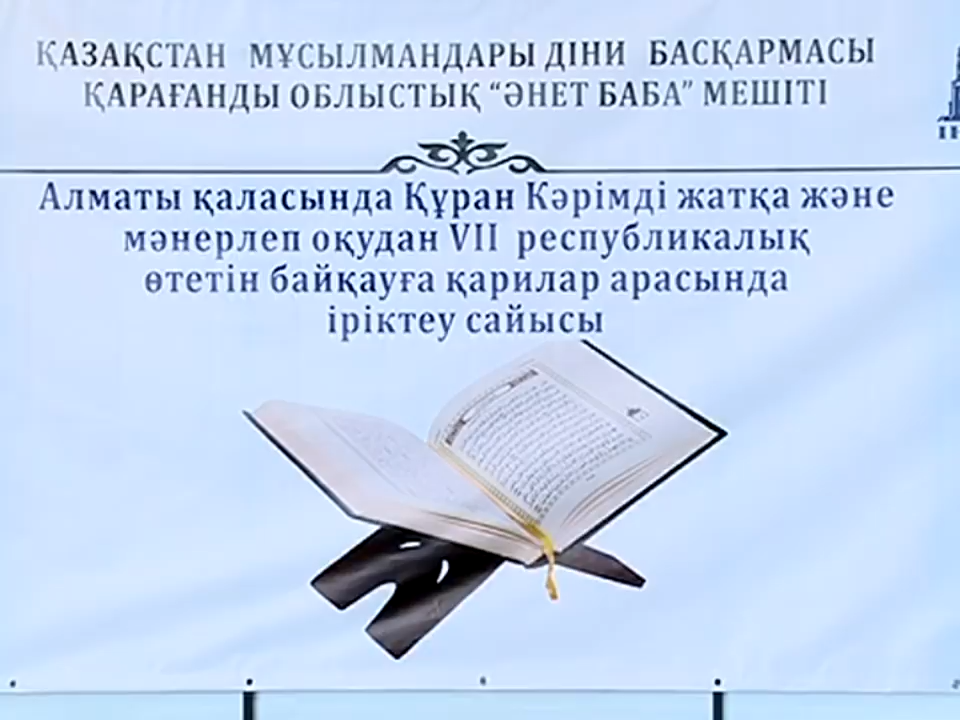 ҚАЗАҚСТАН МҰСЫЛМАНДАРЫ ДІНИ БАСҚАРМАСЫ
ҚАРАҒАНДЫ ОБЛЫСТЫҚ “ӘНЕТ БАБА” МЕШІТІ
Алматы қаласында Құран Кәрімді жатқа және
мәнерлеп оқудан VII республикалық
өтетін байқауға қарилар арасында
іріктеу сайысы